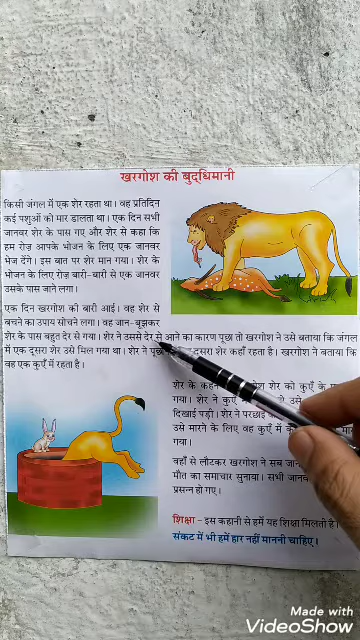 खरगोश की बुद्धिमानी
किसी जंगल में एक शेर रहता था। वह प्रतिदिन
कई पशुओं को मार डालता था। एक दिन सभी
जानवर शेर के पास गए और शेर से कहा कि
हम रोज़ आपके भोजन के लिए एक जानवर
भेज देंगे। इस बात पर शेर मान गया। शेर के
भोजन के लिए रोज़ बारी-बारी से एक जानवर
उसके पास जाने लगा।
एक दिन खरगोश की बारी आई। वह शेर से
बचने का उपाय सोचने लगा। वह जान-बूझकर
शेर के पास बहुत देर से गया। शेर ने उससे देर से आने का कारण पूछा तो खरगोश ने उसे बताया कि जंगल
में एक दूसरा शेर उसे मिल गया था। शेर ने पूछा दूसरा शेर कहाँ रहता है। खरगोश ने बताया कि
वह एक कुएँ में रहता है।
शेर के कहने शेर को कुएँ के
गया। शेर ने कुएँ उसे
दिखाई पड़ी। शेर ने परछाई
उसे मारने के लिए वह कुएँ में
गया।
वहाँ से लौटकर खरगोश ने सब
मौत का समाचार सुनाया। सभी
प्रसन्न हो गए।
शिक्षा - इस कहानी से हमें यह शिक्षा मिलती है।
संकट में भी हमें हार नहीं माननी चाहिए।
Made with
VideoShow